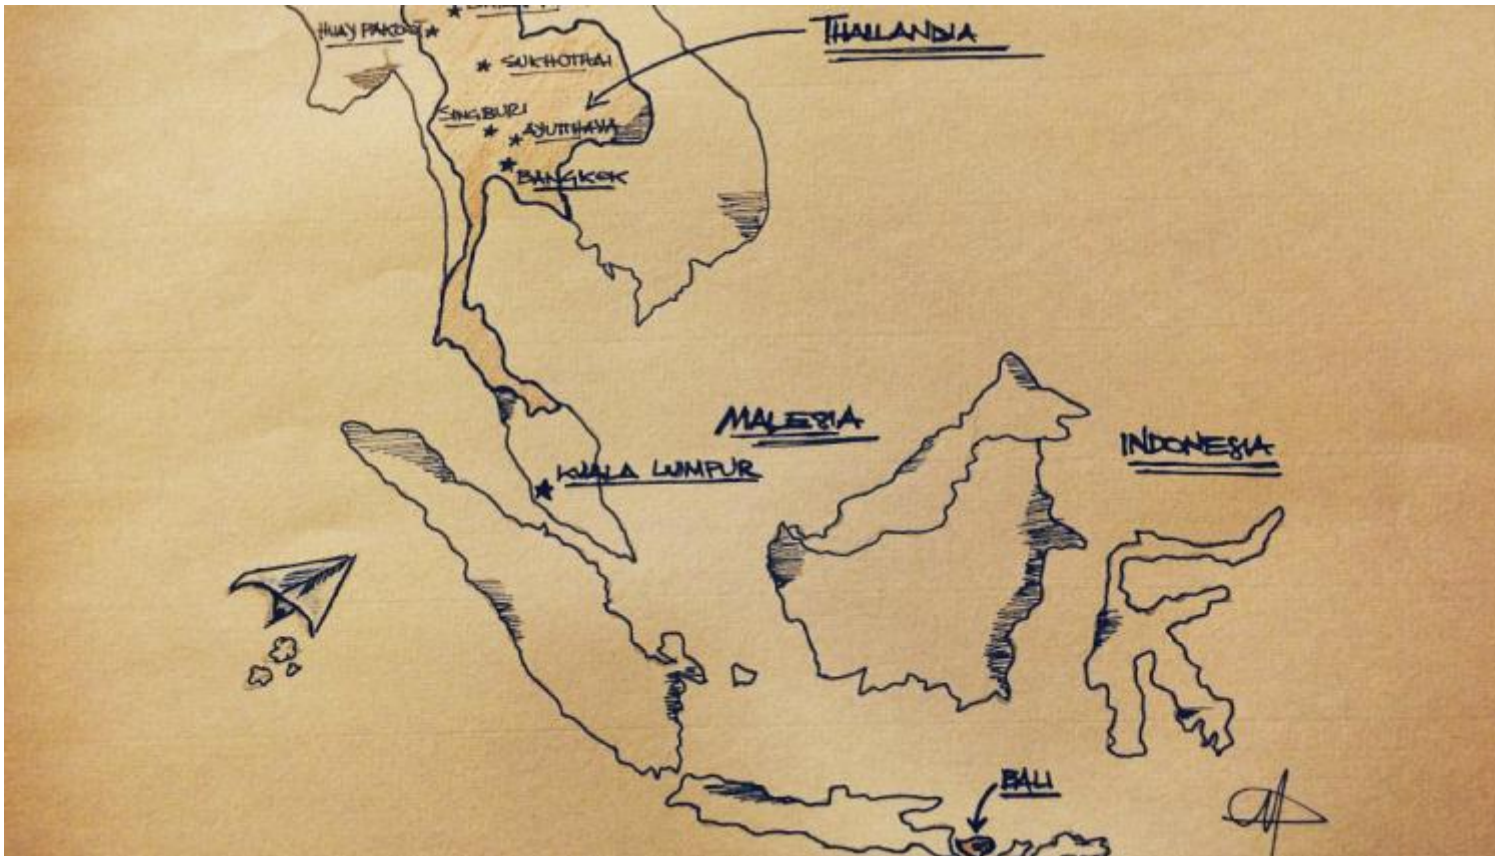 HUAY PAKOOT
THAILANDIA
SUKHOTHAI
SINGBURI
AYUTTHAYA
BANGKOK
MALESIA
INDONESIA
KUALA LUMPUR
BALI